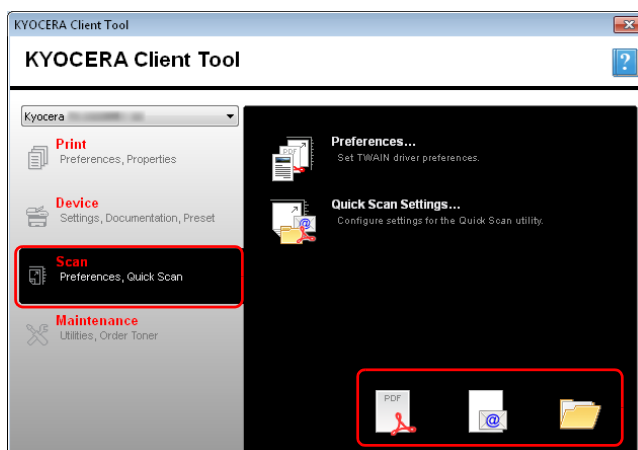 KYOCERA Client Tool
KYOCERA Client Tool
?
Kyocera
Print
Preferences, Properties
Device
Settings, Documentation, Preset
Scan
Preferences, Quick Scan
Maintenance
Utilities, Order Toner
PDF
Preferences...
Set TWAIN driver preferences.
@
Quick Scan Settings...
Configure settings for the Quick Scan utility.
PDF
@